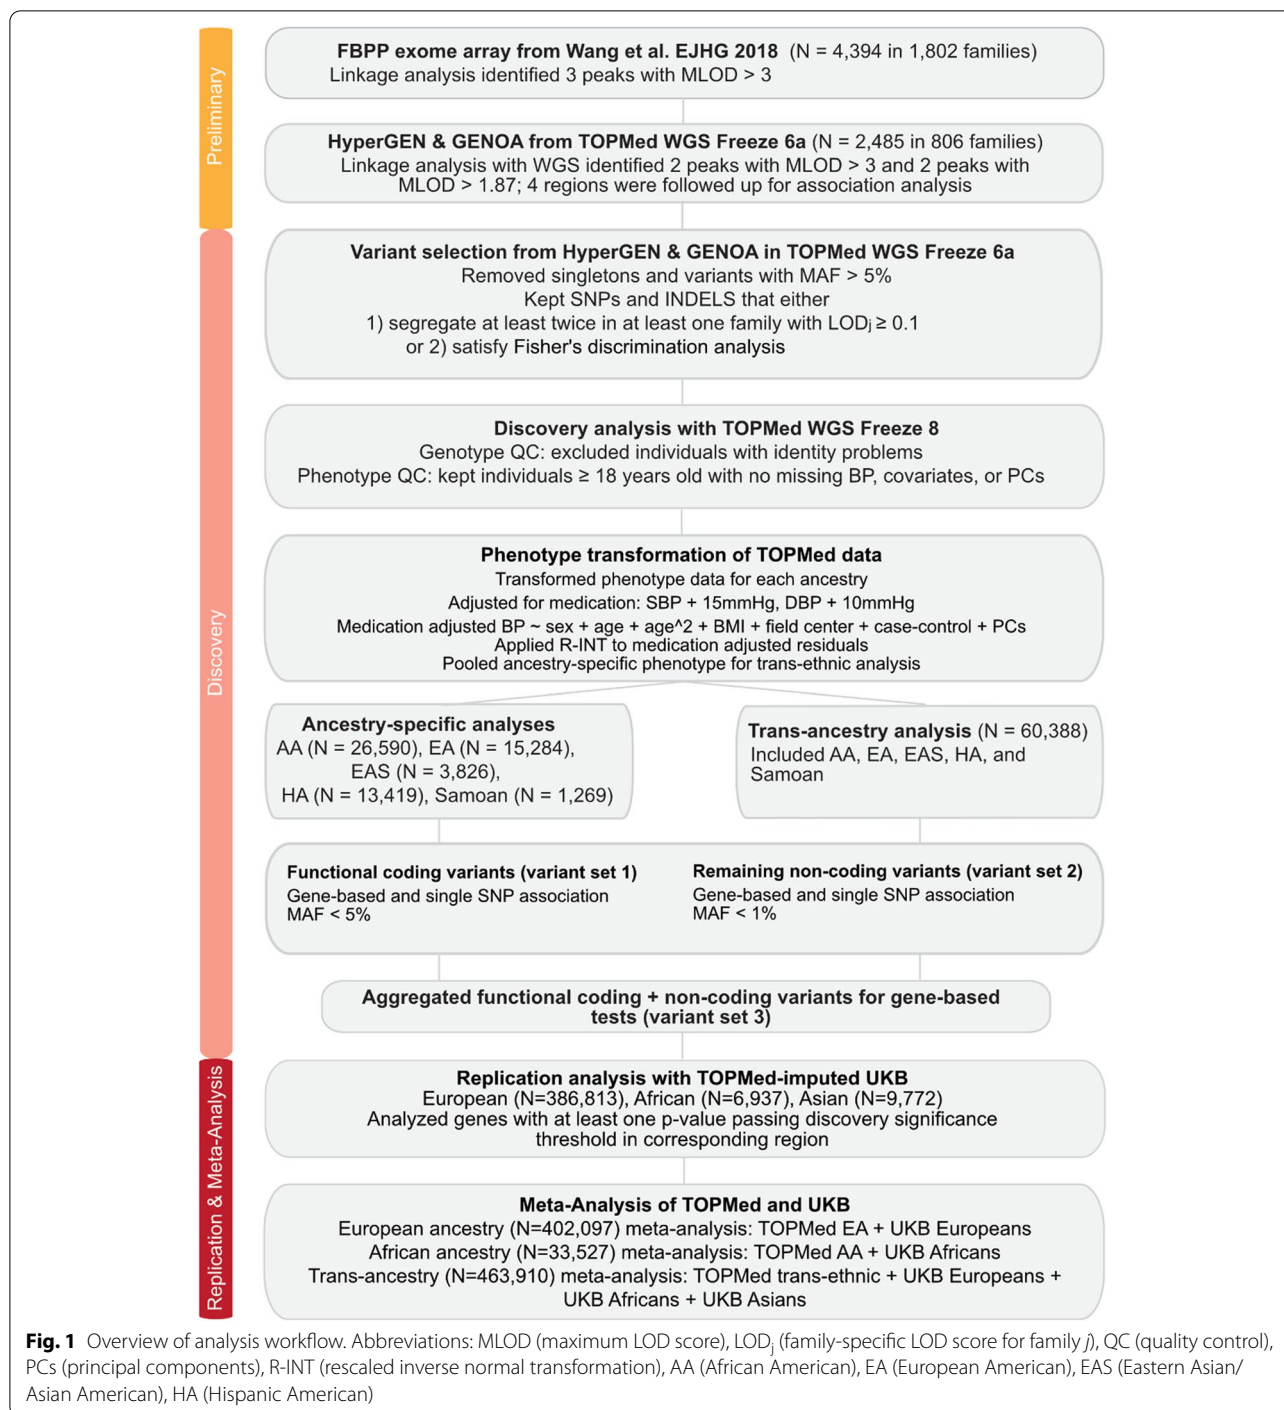 Preliminary
FBPP exome array from Wang et al. EJHG 2018 (N = 4,394 in 1,802 families)
Linkage analysis identified 3 peaks with MLOD > 3
HyperGEN & GENOA from TOPMed WGS Freeze 6a (N = 2,485 in 806 families)
Linkage analysis with WGS identified 2 peaks with MLOD > 3 and 2 peaks with
MLOD > 1.87; 4 regions were followed up for association analysis
Discovery
Variant selection from HyperGEN & GENOA in TOPMed WGS Freeze 6a
Removed singletons and variants with MAF > 5%
Kept SNPs and INDELS that either
1) segregate at least twice in at least one family with LODj ≥ 0.1
or 2) satisfy Fisher's discrimination analysis
Discovery analysis with TOPMed WGS Freeze 8
Genotype QC: excluded individuals with identity problems
Phenotype QC: kept individuals ≥ 18 years old with no missing BP, covariates, or PCs
Phenotype transformation of TOPMed data
Transformed phenotype data for each ancestry
Adjusted for medication: SBP + 15mmHg, DBP + 10mmHg
Medication adjusted BP ~ sex + age + age^2 + BMI + field center + case-control + PCs
Applied R-INT to medication adjusted residuals
Pooled ancestry-specific phenotype for trans-ethnic analysis
Ancestry-specific analyses
AA (N = 26,590), EA (N = 15,284),
EAS (N = 3,826),
HA (N = 13,419), Samoan (N = 1,269)
Trans-ancestry analysis (N = 60,388)
Included AA, EA, EAS, HA, and
Samoan
Functional coding variants (variant set 1)
Gene-based and single SNP association
MAF < 5%
Remaining non-coding variants (variant set 2)
Gene-based and single SNP association
MAF < 1%
Aggregated functional coding + non-coding variants for gene-based
tests (variant set 3)
Replication & Meta-Analysis
Replication analysis with TOPMed-imputed UKB
European (N=386,813), African (N=6,937), Asian (N=9,772)
Analyzed genes with at least one p-value passing discovery significance
threshold in corresponding region
Meta-Analysis of TOPMed and UKB
European ancestry (N=402,097) meta-analysis: TOPMed EA + UKB Europeans
African ancestry (N=33,527) meta-analysis: TOPMed AA + UKB Africans
Trans-ancestry (N=463,910) meta-analysis: TOPMed trans-ethnic + UKB Europeans +
UKB Africans + UKB Asians
Fig. 1 Overview of analysis workflow. Abbreviations: MLOD (maximum LOD score), LODj (family-specific LOD score for family j), QC (quality control),
PCs (principal components), R-INT (rescaled inverse normal transformation), AA (African American), EA (European American), EAS (Eastern Asian/
Asian American), HA (Hispanic American)